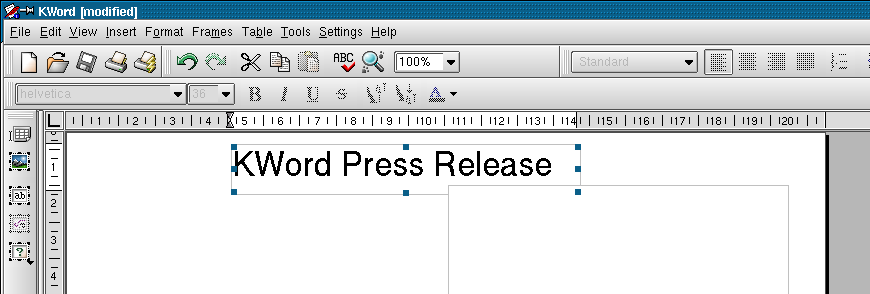 KWord [modified]
File Edit View Insert Format Frames Table Tools Settings Help
ABC 100% Standard
helvetica 36 B I U S A
L 1 2 3 4 5 6 7 8 9 10 11 12 13 14 15 16 17 18 19 20
ab
?
1
2
3
4
KWord Press Release